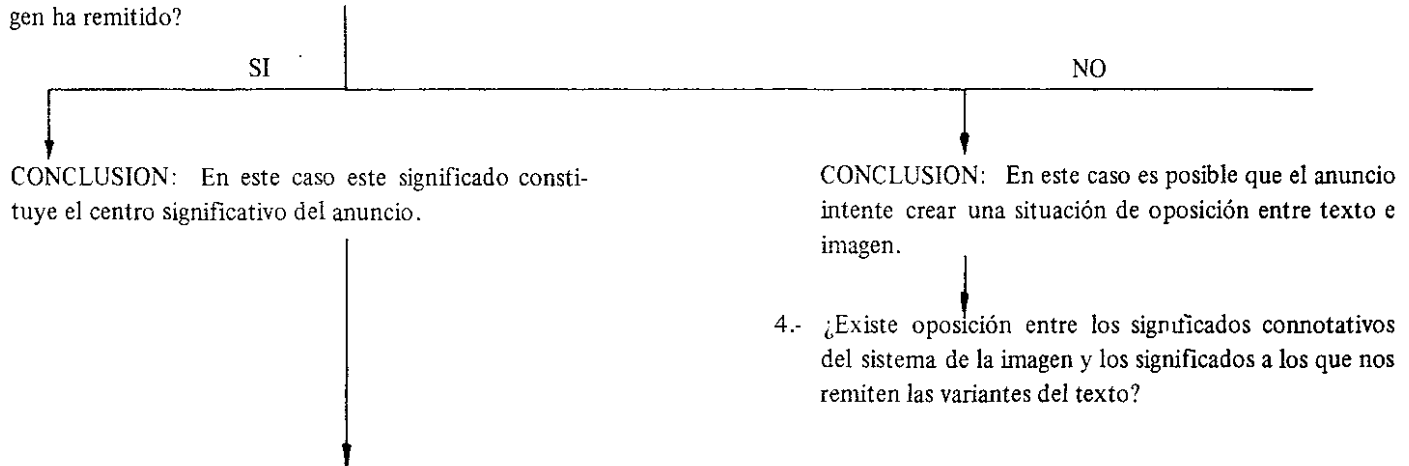 gen ha remitido?
SI
NO
CONCLUSION: En este caso este significado consti-
tuye el centro significativo del anuncio.
CONCLUSION: En este caso es posible que el anuncio
intente crear una situación de oposición entre texto e
imagen.
4.- ¿Existe oposición entre los significados connotativos
del sistema de la imagen y los significados a los que nos
remiten las variantes del texto?